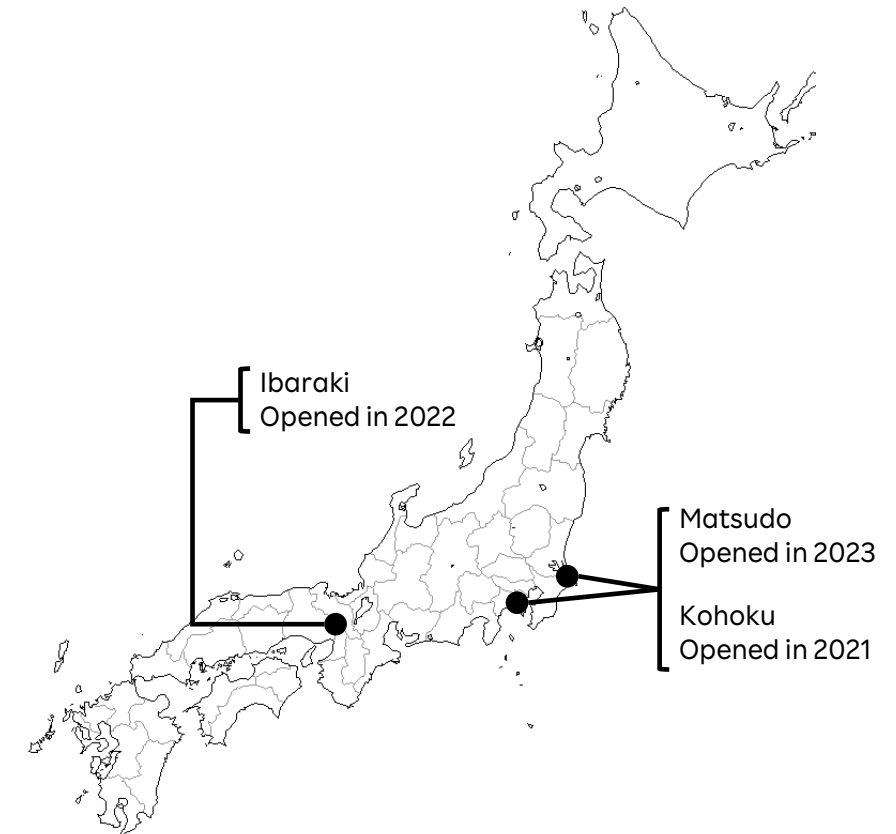 Ibaraki
Opened in 2022
Matsudo
Opened in 2023
Kohoku
Opened in 2021